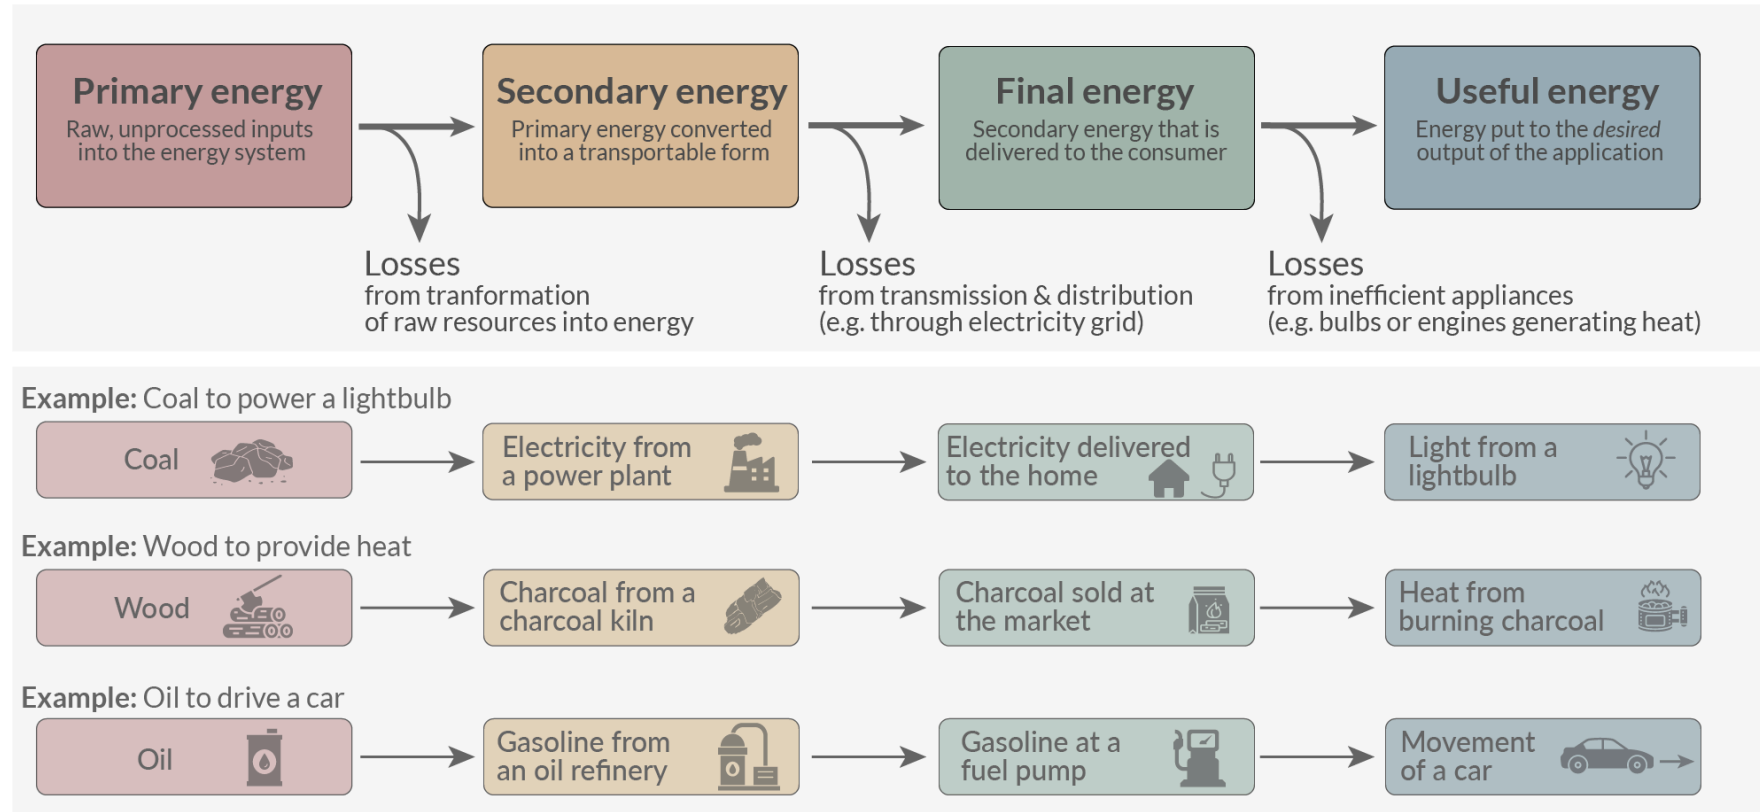 Primary energy
Raw, unprocessed inputs
into the energy system
Secondary energy
Primary energy converted
into a transportable form
Final energy
Secondary energy that is
delivered to the consumer
Useful energy
Energy put to the desired
output of the application
Losses
from tranformation
of raw resources into energy
Losses
from transmission & distribution
(e.g. through electricity grid)
Losses
from inefficient appliances
(e.g. bulbs or engines generating heat)
Example: Coal to power a lightbulb
Coal
Electricity from
a power plant
Electricity delivered
to the home
Light from a
lightbulb
Example: Wood to provide heat
Wood
Charcoal from a
charcoal kiln
Charcoal sold at
the market
Heat from
burning charcoal
Example: Oil to drive a car
Oil
Gasoline from
an oil refinery
Gasoline at a
fuel pump
Movement
of a car